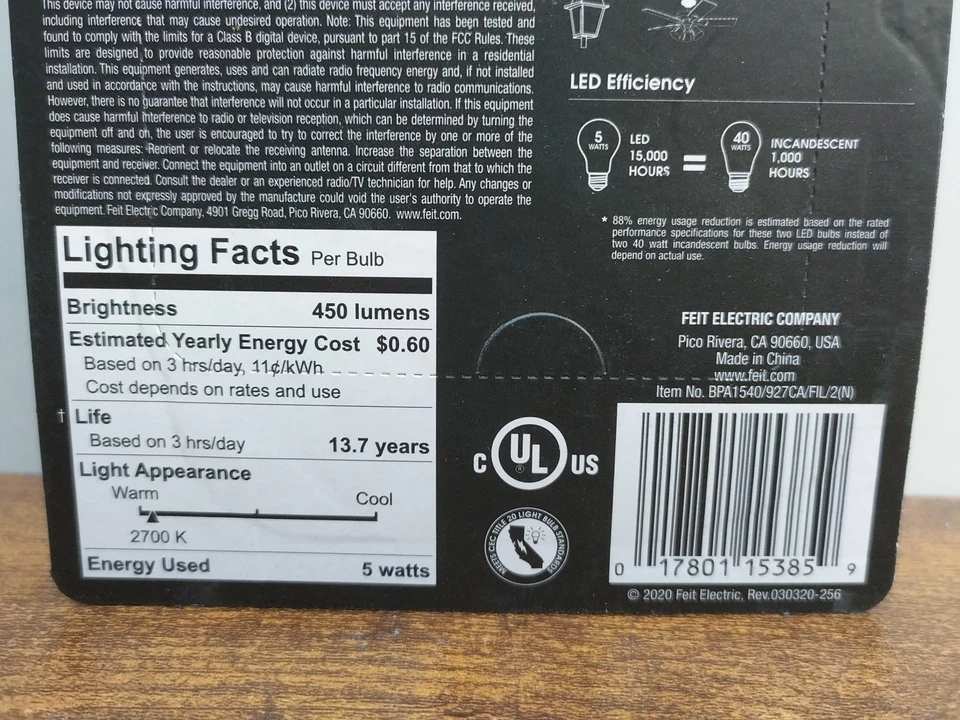 This device may not cause harmful interference, and (2) this device must accept any interference received,
including interference that may cause undesired operation. Note: This equipment has been tested and
found to comply with the limits for a Class B digital device, pursuant to part 15 of the FCC Rules. These
limits are designed to provide reasonable protection against harmful interference in a residential
installation. This equipment generates, uses and can radiate radio frequency energy and, if not installed
and used in accordance with the instructions, may cause harmful interference to radio communications.
However, there is no guarantee that interference will not occur in a particular installation. If this equipment
does cause harmful interference to radio or television reception, which can be determined by turning the
equipment off and on, the user is encouraged to try to correct the interference by one or more of the
following measures: Reorient or relocate the receiving antenna. Increase the separation between the
equipment and receiver. Connect the equipment into an outlet on a circuit different from that to which the
receiver is connected. Consult the dealer or an experienced radio/TV technician for help. Any changes or
modifications not expressly approved by the manufacture could void the user's authority to operate the
equipment. Feit Electric Company, 4901 Gregg Road, Pico Rivera, CA 90660. www.feit.com.
LED Efficiency
5
WATTS
LED
15,000
HOURS
=
40
WATTS
INCANDESCENT
1,000
HOURS
* 88% energy usage reduction is estimated based on the rated
performance specifications for these two LED bulbs instead of
two 40 watt incandescent bulbs. Energy usage reduction will
depend on actual use.
Lighting Facts Per Bulb
Brightness 450 lumens
Estimated Yearly Energy Cost $0.60
Based on 3 hrs/day, 11¢/kWh
Cost depends on rates and use
† Life
Based on 3 hrs/day 13.7 years
Light Appearance
Warm Cool
2700 K
Energy Used 5 watts
FEIT ELECTRIC COMPANY
Pico Rivera, CA 90660, USA
Made in China
www.feit.com
Item No. BPA1540/927CA/FIL/2(N)
C UL ® US
MEETS CEC TITLE 20 LIGHT BULB STANDARDS
0 17801 15385 9
© 2020 Feit Electric, Rev.030320-256